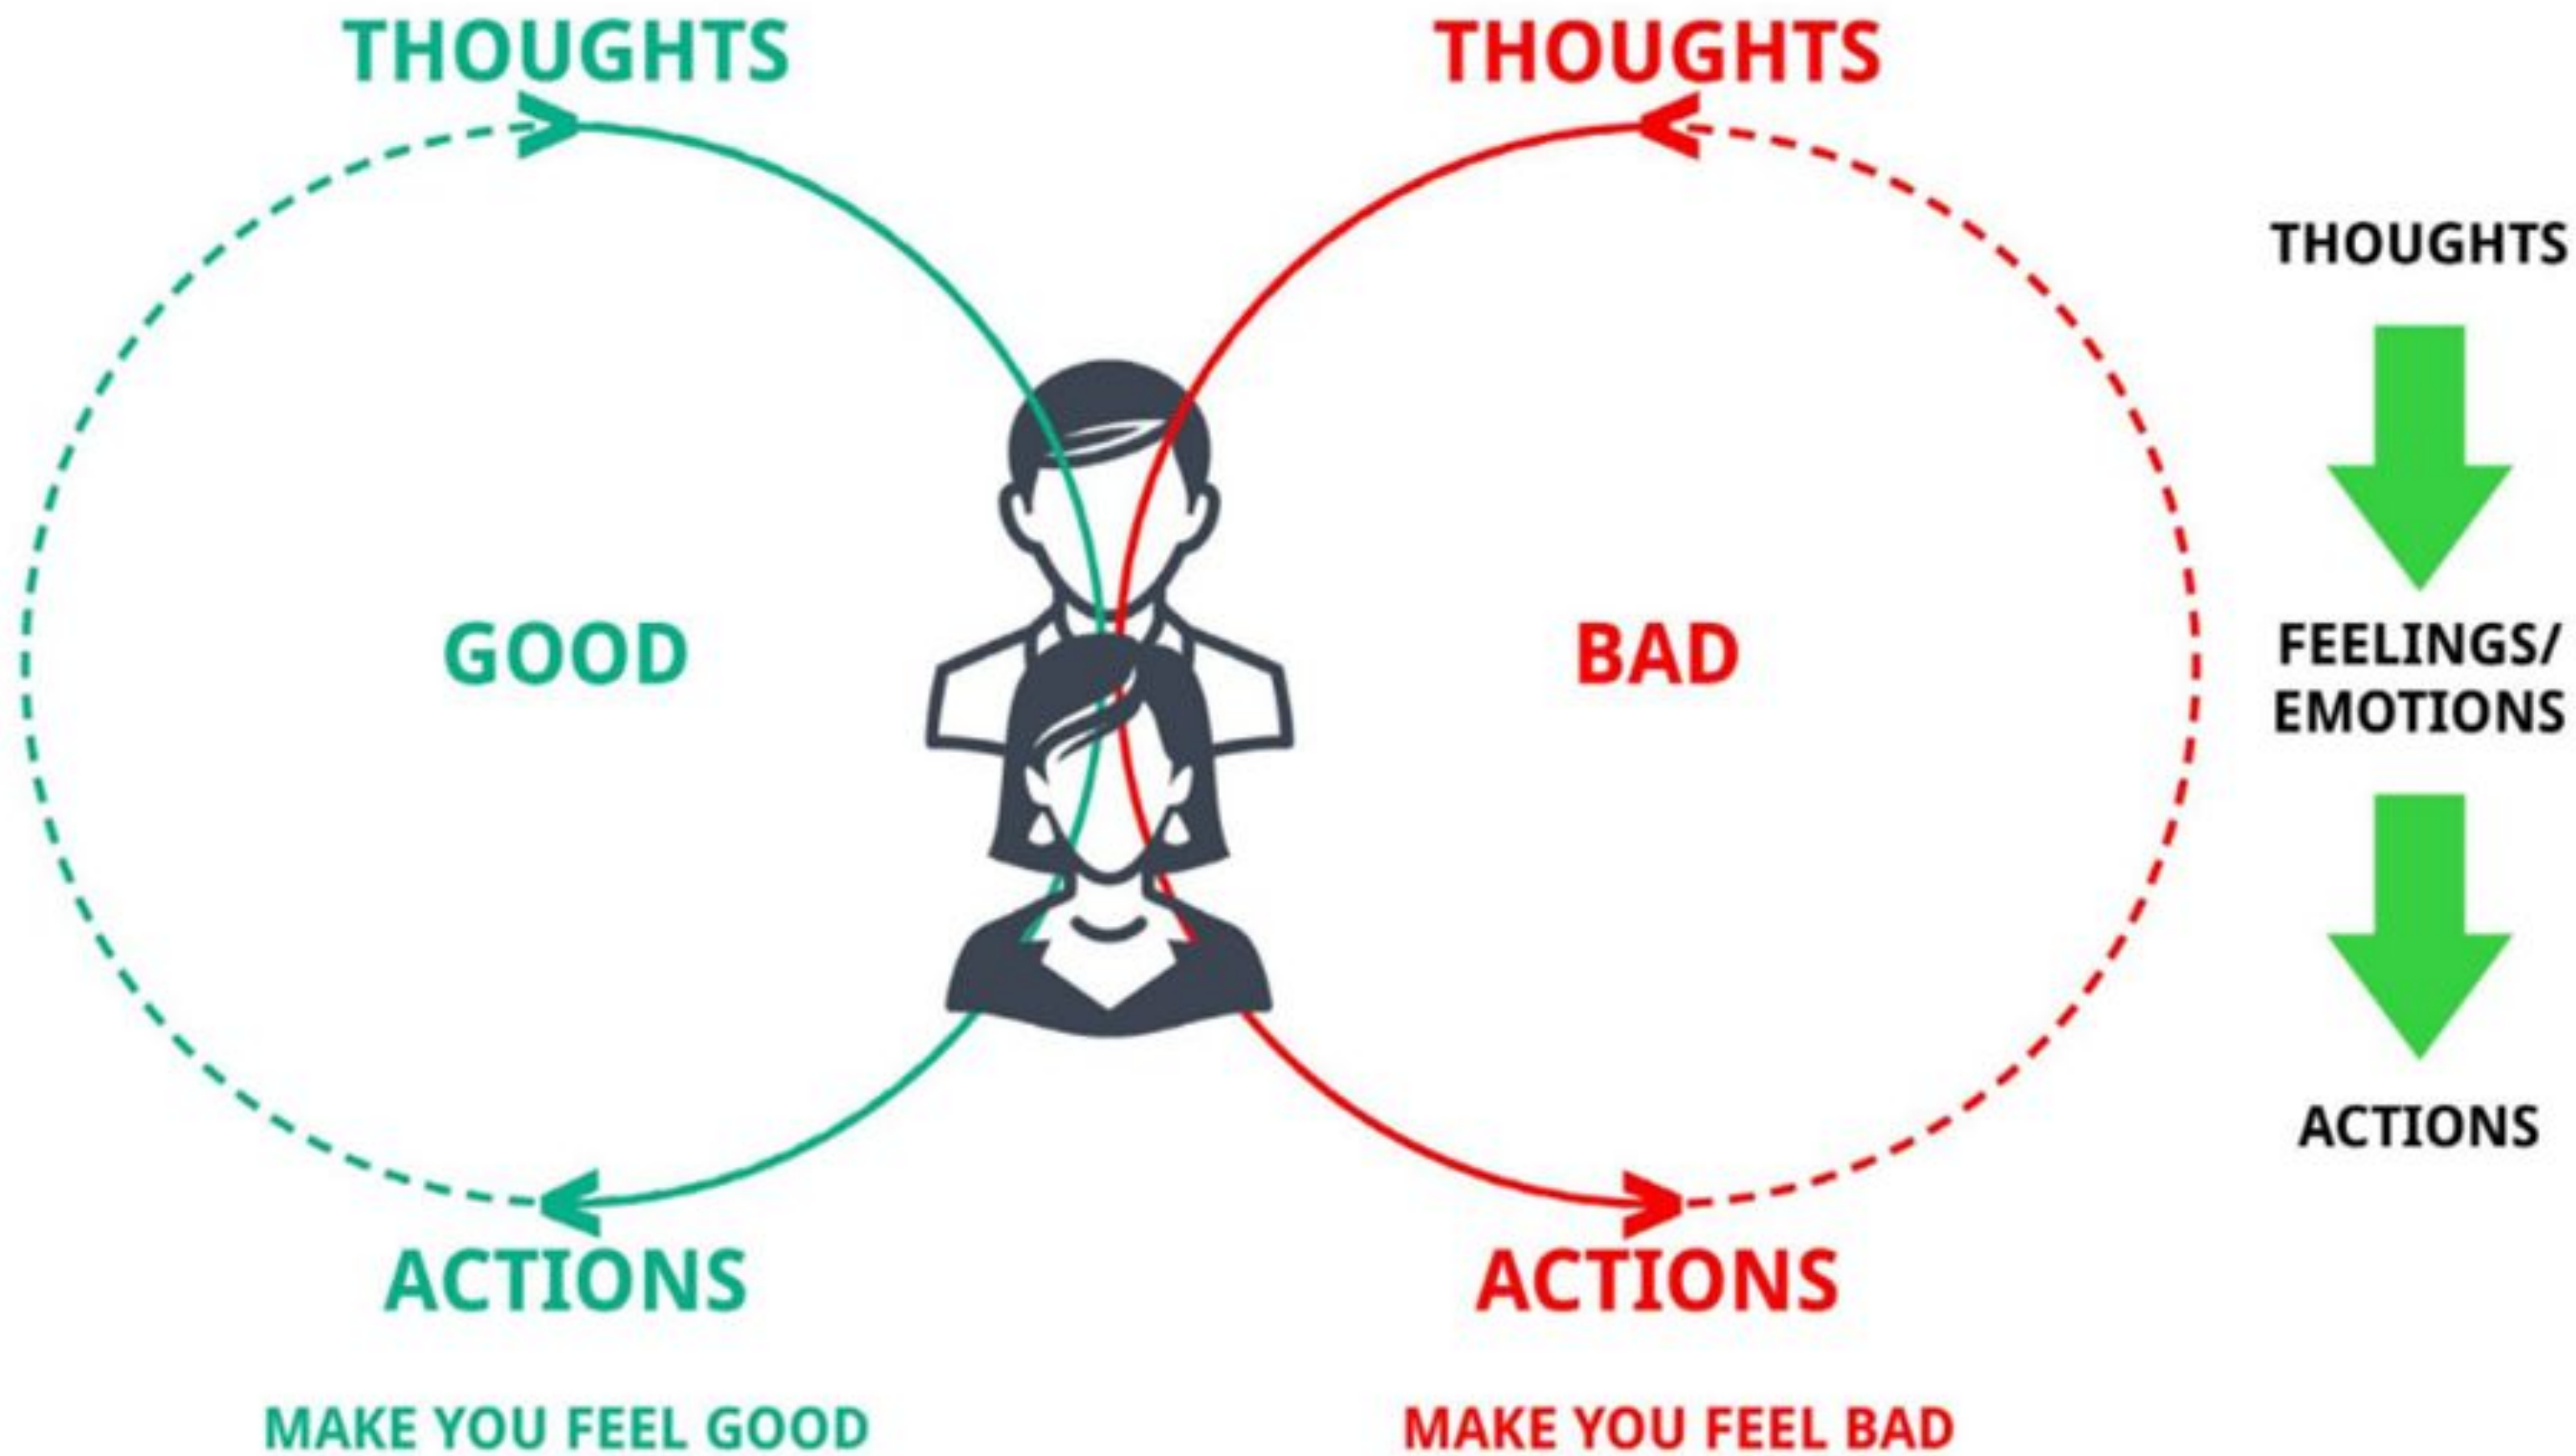 THOUGHTS
GOOD
ACTIONS
MAKE YOU FEEL GOOD
THOUGHTS
BAD
ACTIONS
MAKE YOU FEEL BAD
THOUGHTS
FEELINGS/
EMOTIONS
ACTIONS